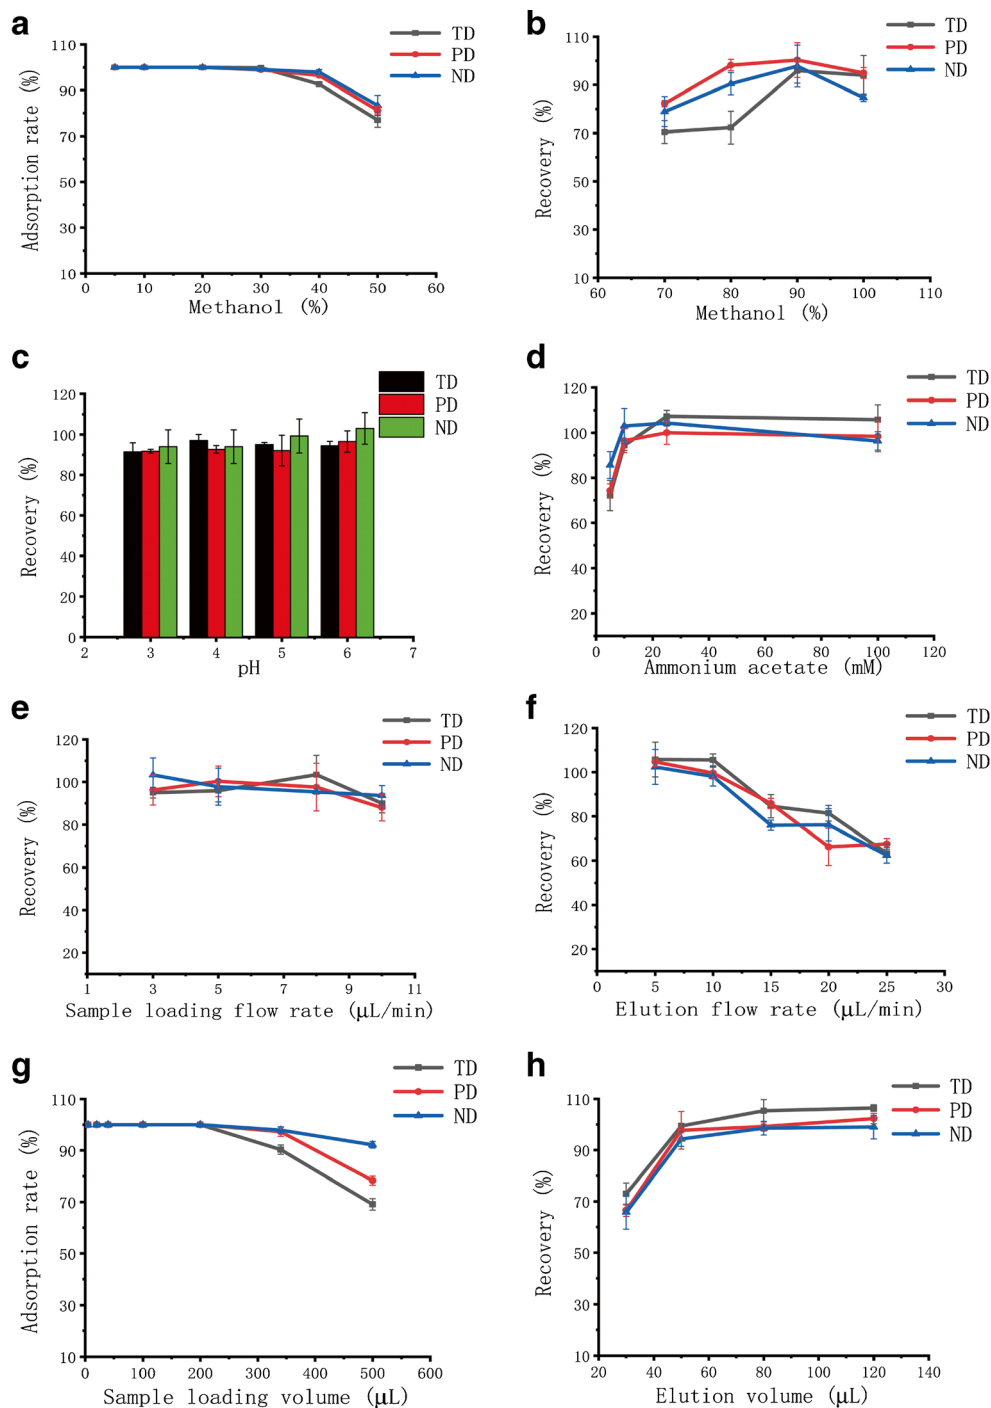 a
TD
PD
ND
Adsorption rate (%)
110
90
70
50
30
10
0 10 20 30 40 50 60
Methanol (%)
b
TD
PD
ND
Recovery (%)
110
90
70
50
30
10
60 70 80 90 100 110
Methanol (%)
c
TD
PD
ND
Recovery (%)
120
100
80
60
40
20
0
2 3 4 5 6 7
pH
d
TD
PD
ND
Recovery (%)
120
100
80
60
40
20
0 20 40 60 80 100 120
Ammonium acetate (mM)
e
TD
PD
ND
Recovery (%)
120
100
80
60
40
20
1 3 5 7 9 11
Sample loading flow rate (μL/min)
f
TD
PD
ND
Recovery (%)
120
100
80
60
40
20
0 5 10 15 20 25 30
Elution flow rate (μL/min)
g
TD
PD
ND
Adsorption rate (%)
110
90
70
50
30
10
0 100 200 300 400 500 600
Sample loading volume (μL)
h
TD
PD
ND
Recovery (%)
110
90
70
50
30
10
20 40 60 80 100 120 140
Elution volume (μL)